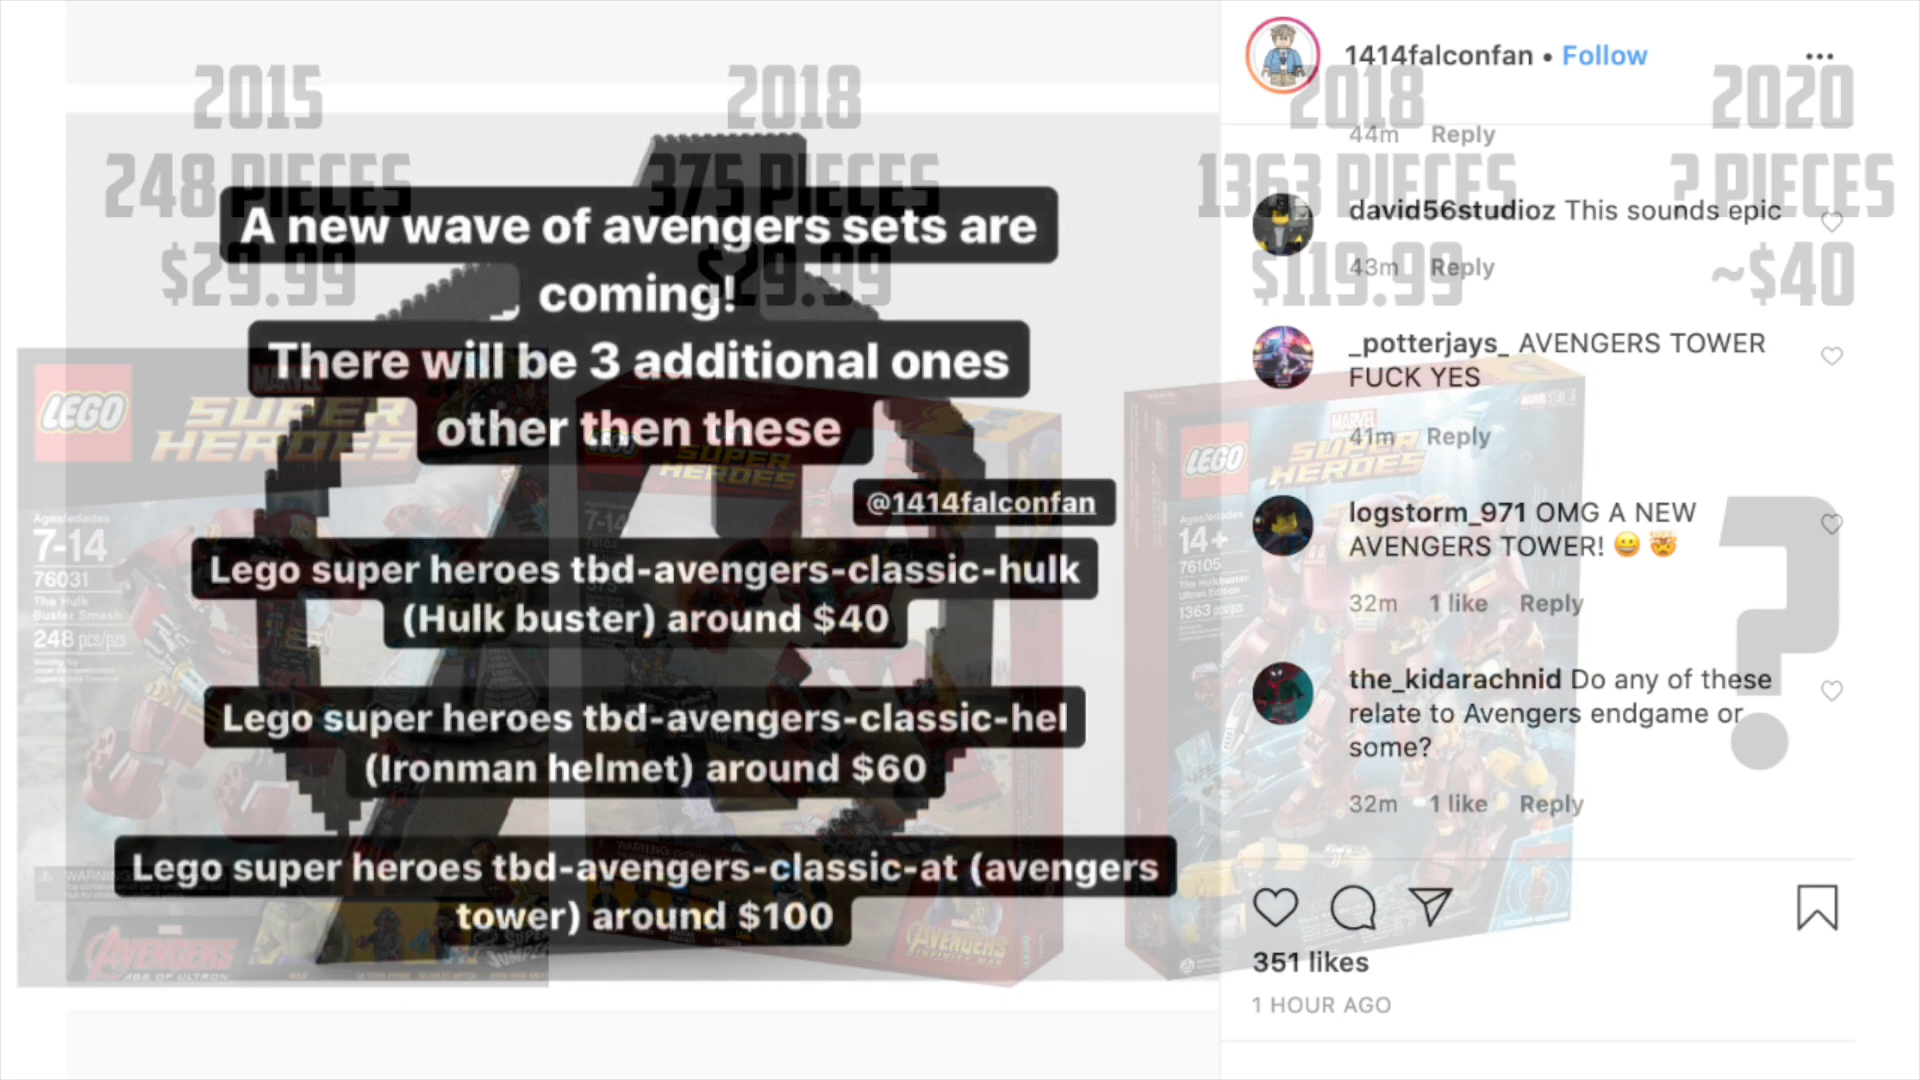 2015
248 PIECES
$29.99
2018
375 PIECES
$29.99
2018
1363 PIECES
$119.99
2020
? PIECES
~$40
?
A new wave of avengers sets are
coming!
There will be 3 additional ones
other then these
@1414falconfan
Lego super heroes tbd-avengers-classic-hulk
(Hulk buster) around $40
Lego super heroes tbd-avengers-classic-hel
(Ironman helmet) around $60
Lego super heroes tbd-avengers-classic-at (avengers
tower) around $100
LEGO
MARVEL
SUPER
HEROES
Ages/edades
7-14
76031
The Hulk
Buster Smash
248 pcs/pzs
WARNING
AVENGERS
AGE OF ULTRON
LEGO
SUPER
HEROES
7-14
MARVEL
AVENGERS
INFINITY WAR
LEGO
MARVEL
SUPER
HEROES
MARVEL STUDIOS
Ages/edades
14+
76105
The Hulkbuster:
Ultron Edition
1363 pcs/pzs
1414falconfan • Follow
44m Reply
david56studioz This sounds epic
43m Reply
_potterjays_ AVENGERS TOWER
FUCK YES
41m Reply
logstorm_971 OMG A NEW
AVENGERS TOWER! 😀 🤯
32m 1 like Reply
the_kidarachnid Do any of these
relate to Avengers endgame or
some?
32m 1 like Reply
351 likes
1 HOUR AGO